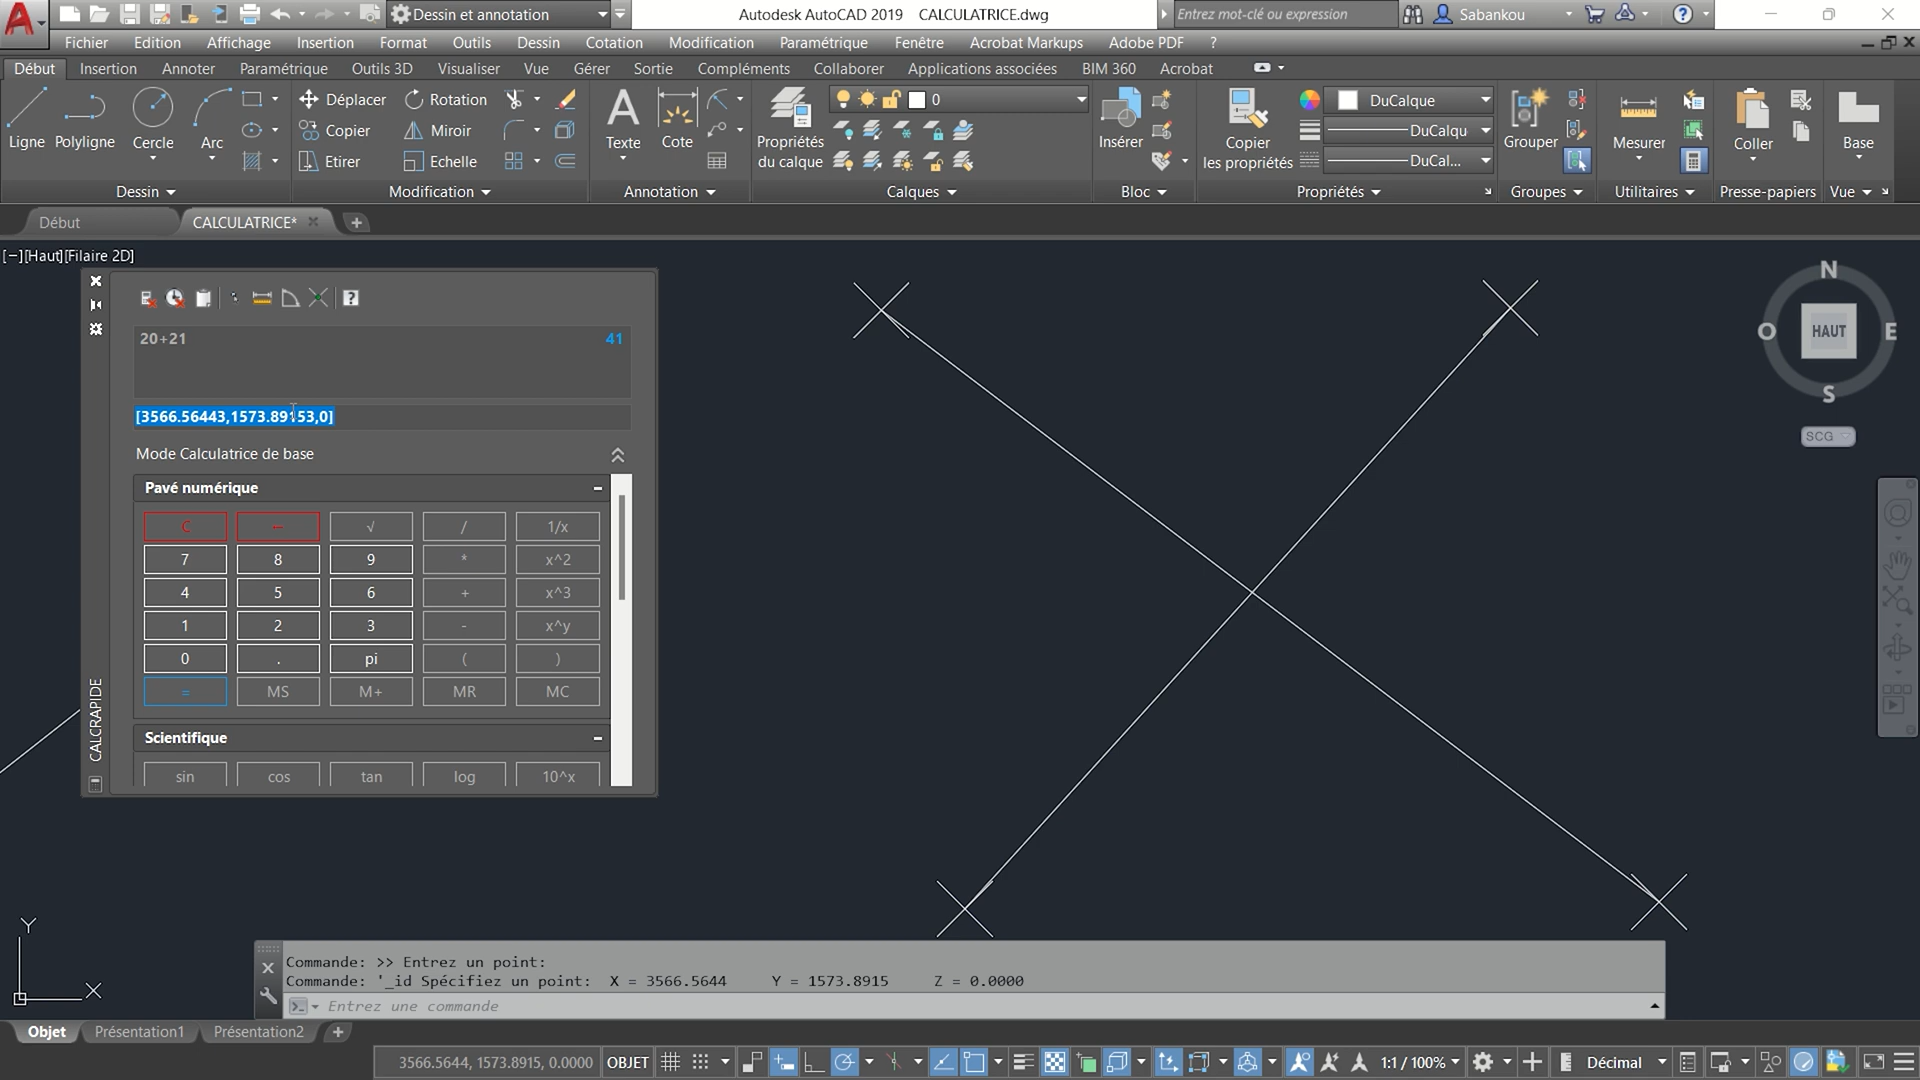 Dessin et annotation
Autodesk AutoCAD 2019 CALCULATRICE.dwg
Entrez mot-clé ou expression
Sabankou
Fichier Edition Affichage Insertion Format Outils Dessin Cotation Modification Paramétrique Fenêtre Acrobat Markups Adobe PDF ?
Début Insertion Annoter Paramétrique Outils 3D Visualiser Vue Gérer Sortie Compléments Collaborer Applications associées BIM 360 Acrobat
Déplacer Rotation
0
DuCalque
Ligne Polyligne Cercle Arc
Copier Miroir
Texte Cote
Propriétés
du calque
Insérer
Copier
les propriétés
DuCalqu
Grouper Mesurer Coller Base
Etirer Echelle
DuCal...
Dessin Modification Annotation Calques Bloc Propriétés Groupes Utilitaires Presse-papiers Vue
Début CALCULATRICE*
[−][Haut][Filaire 2D]
N
O HAUT E
S
SCG
20+21 41
[3566.56443,1573.89153,0]
Mode Calculatrice de base
Pavé numérique
C √ / 1/x
7 8 9 * x^2
4 5 6 + x^3
1 2 3 - x^y
0 . pi ( )
= MS M+ MR MC
Scientifique
sin cos tan log 10^x
CALCRAPIDE
Y
X
Commande: >> Entrez un point:
Commande: '_id Spécifiez un point: X = 3566.5644 Y = 1573.8915 Z = 0.0000
Entrez une commande
Objet Présentation1 Présentation2 +
3566.5644, 1573.8915, 0.0000 OBJET 1:1 / 100% Décimal